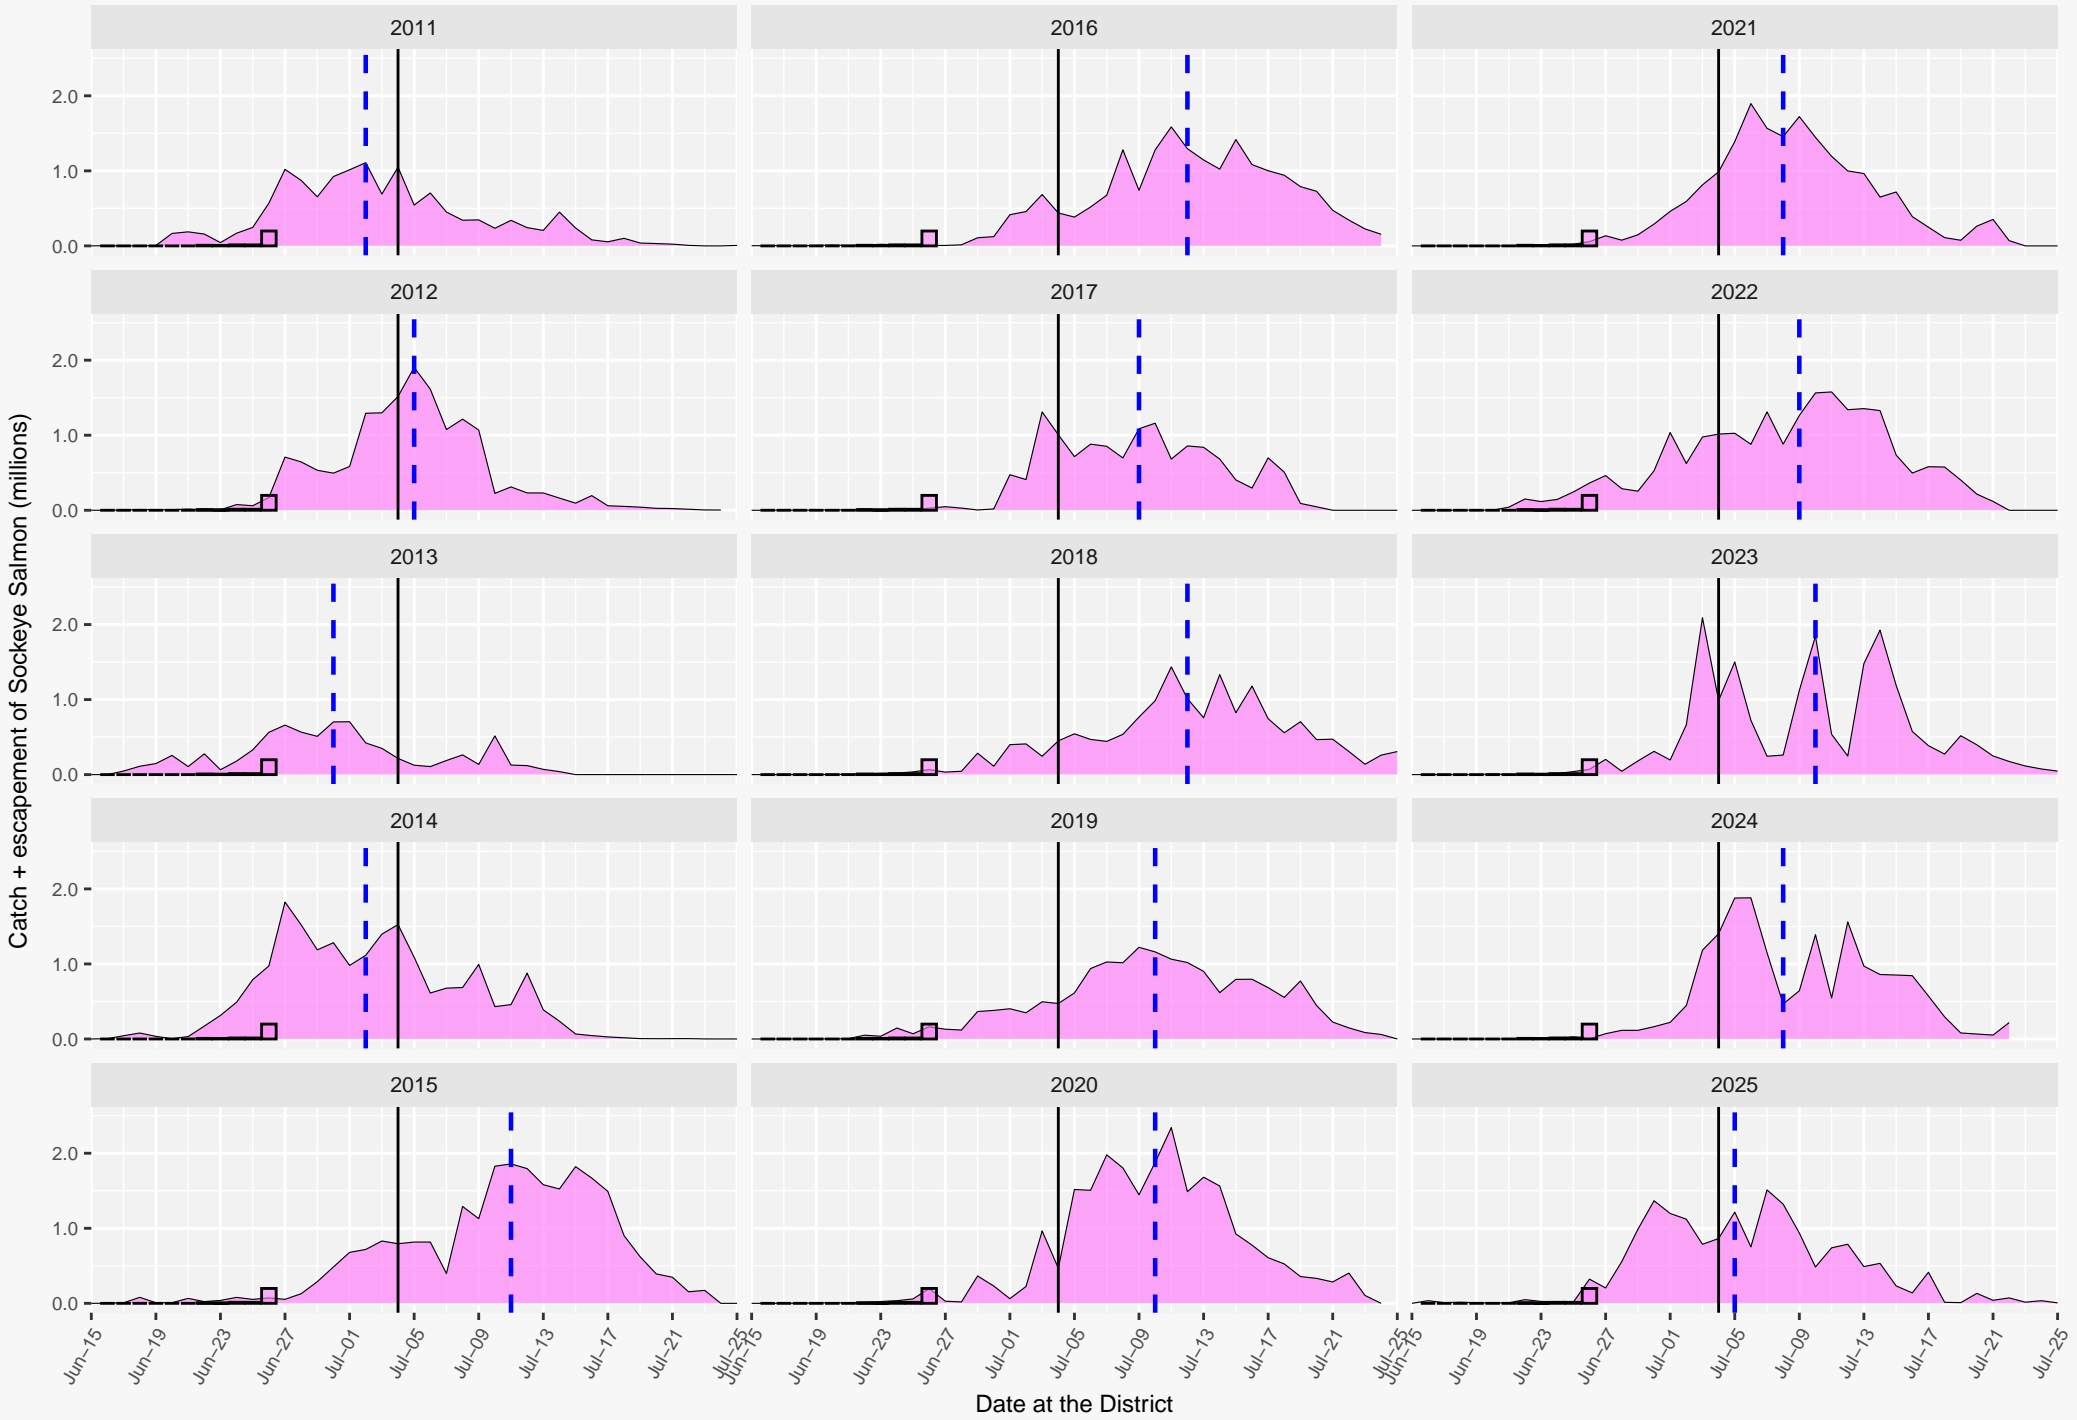 2011 2016 2021
2.0
1.0
0.0
2012 2017 2022
2.0
1.0
0.0
2013 2018 2023
2.0
1.0
0.0
2014 2019 2024
2.0
1.0
0.0
2015 2020 2025
2.0
1.0
0.0
Jun−15 Jun−19 Jun−23 Jun−27 Jul−01 Jul−05 Jul−09 Jul−13 Jul−17 Jul−21 Jul−25 Jun−15 Jun−19 Jun−23 Jun−27 Jul−01 Jul−05 Jul−09 Jul−13 Jul−17 Jul−21 Jul−25 Jun−15 Jun−19 Jun−23 Jun−27 Jul−01 Jul−05 Jul−09 Jul−13 Jul−17 Jul−21 Jul−25
Date at the District
Catch + escapement of Sockeye Salmon (millions)